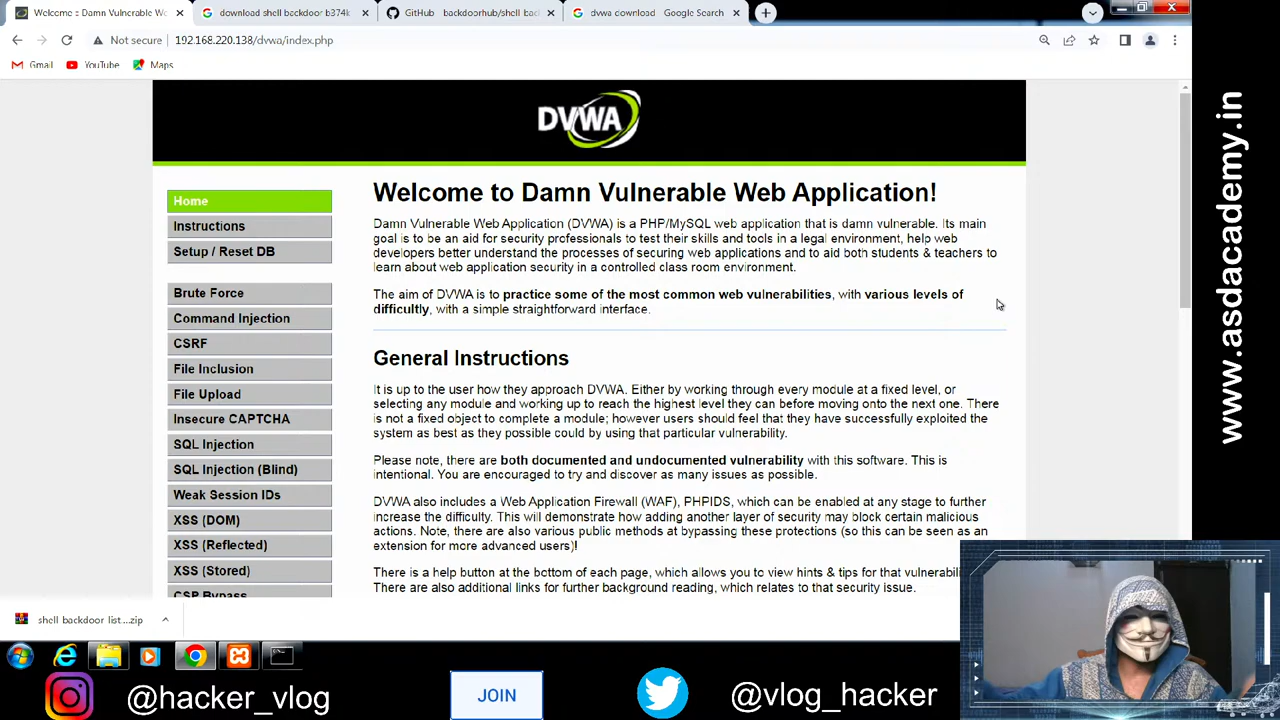 Welcome :: Damn Vulnerable We
download shell backdoor b374k
GitHub - backdoorhub/shell-bac
dvwa download - Google Search
Not secure
192.168.220.138/dvwa/index.php
Gmail
YouTube
Maps
DVWA
Home
Instructions
Setup / Reset DB
Brute Force
Command Injection
CSRF
File Inclusion
File Upload
Insecure CAPTCHA
SQL Injection
SQL Injection (Blind)
Weak Session IDs
XSS (DOM)
XSS (Reflected)
XSS (Stored)
CSP Bypass
Welcome to Damn Vulnerable Web Application!
Damn Vulnerable Web Application (DVWA) is a PHP/MySQL web application that is damn vulnerable. Its main
goal is to be an aid for security professionals to test their skills and tools in a legal environment, help web
developers better understand the processes of securing web applications and to aid both students & teachers to
learn about web application security in a controlled class room environment.
The aim of DVWA is to practice some of the most common web vulnerabilities, with various levels of
difficultly, with a simple straightforward interface.
General Instructions
It is up to the user how they approach DVWA. Either by working through every module at a fixed level, or
selecting any module and working up to reach the highest level they can before moving onto the next one. There
is not a fixed object to complete a module; however users should feel that they have successfully exploited the
system as best as they possible could by using that particular vulnerability.
Please note, there are both documented and undocumented vulnerability with this software. This is
intentional. You are encouraged to try and discover as many issues as possible.
DVWA also includes a Web Application Firewall (WAF), PHPIDS, which can be enabled at any stage to further
increase the difficulty. This will demonstrate how adding another layer of security may block certain malicious
actions. Note, there are also various public methods at bypassing these protections (so this can be seen as an
extension for more advanced users)!
There is a help button at the bottom of each page, which allows you to view hints & tips for that vulnerabili
There are also additional links for further background reading, which relates to that security issue.
shell backdoor list....zip
www.asdacademy.in
@hacker_vlog
JOIN
@vlog_hacker